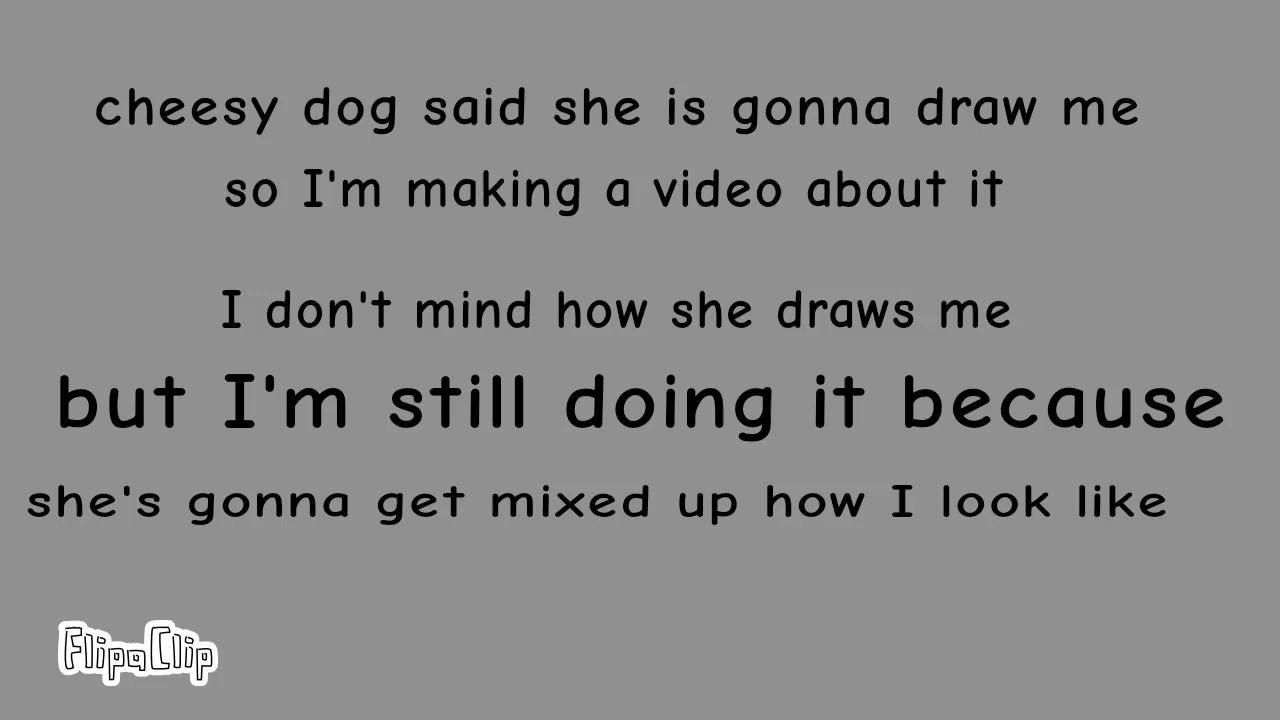 cheesy dog said she is gonna draw me
so I'm making a video about it
I don't mind how she draws me
but I'm still doing it because
she's gonna get mixed up how I look like
FlipaClip